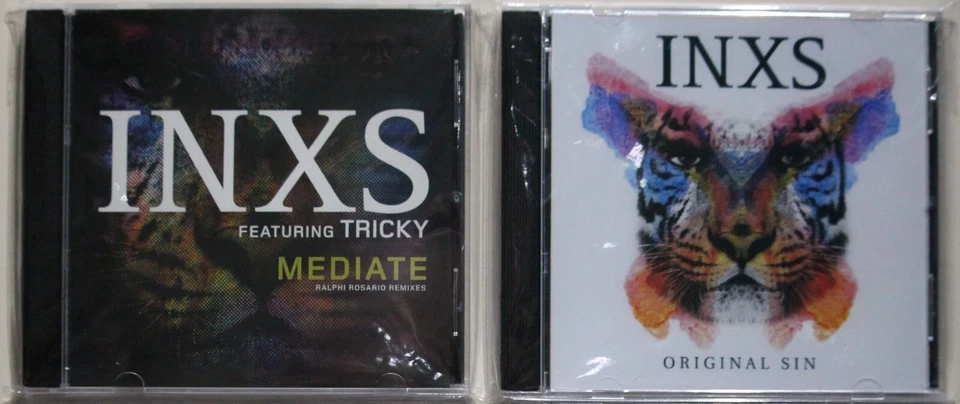 INXS
FEATURING TRICKY
MEDIATE
RALPHI ROSARIO REMIXES
INXS
ORIGINAL SIN